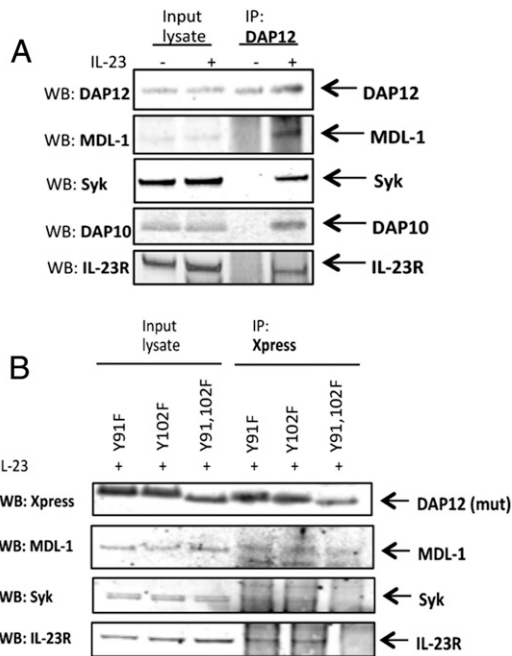 A
Input lysate
IP: DAP12
IL-23 - + - +
WB: DAP12 DAP12
WB: MDL-1 MDL-1
WB: Syk Syk
WB: DAP10 DAP10
WB: IL-23R IL-23R
B
Input lysate
IP: Xpress
Y91F Y102F Y91,102F Y91F Y102F Y91,102F
L-23 + + + + + +
WB: Xpress DAP12 (mut)
WB: MDL-1 MDL-1
WB: Syk Syk
WB: IL-23R IL-23R